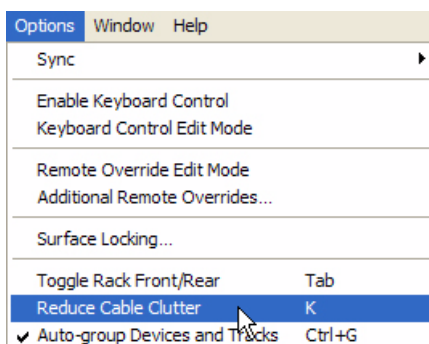 Options Window Help
Sync
Enable Keyboard Control
Keyboard Control Edit Mode
Remote Override Edit Mode
Additional Remote Overrides...
Surface Locking...
Toggle Rack Front/Rear Tab
Reduce Cable Clutter K
Auto-group Devices and Tracks Ctrl+G